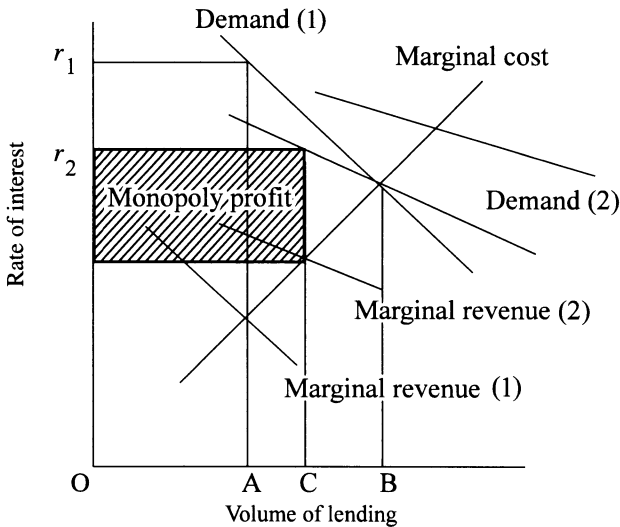 Demand (1)
r1
Marginal cost
r2
Rate of interest
Monopoly profit
Demand (2)
Marginal revenue (2)
Marginal revenue (1)
O
A
C
B
Volume of lending